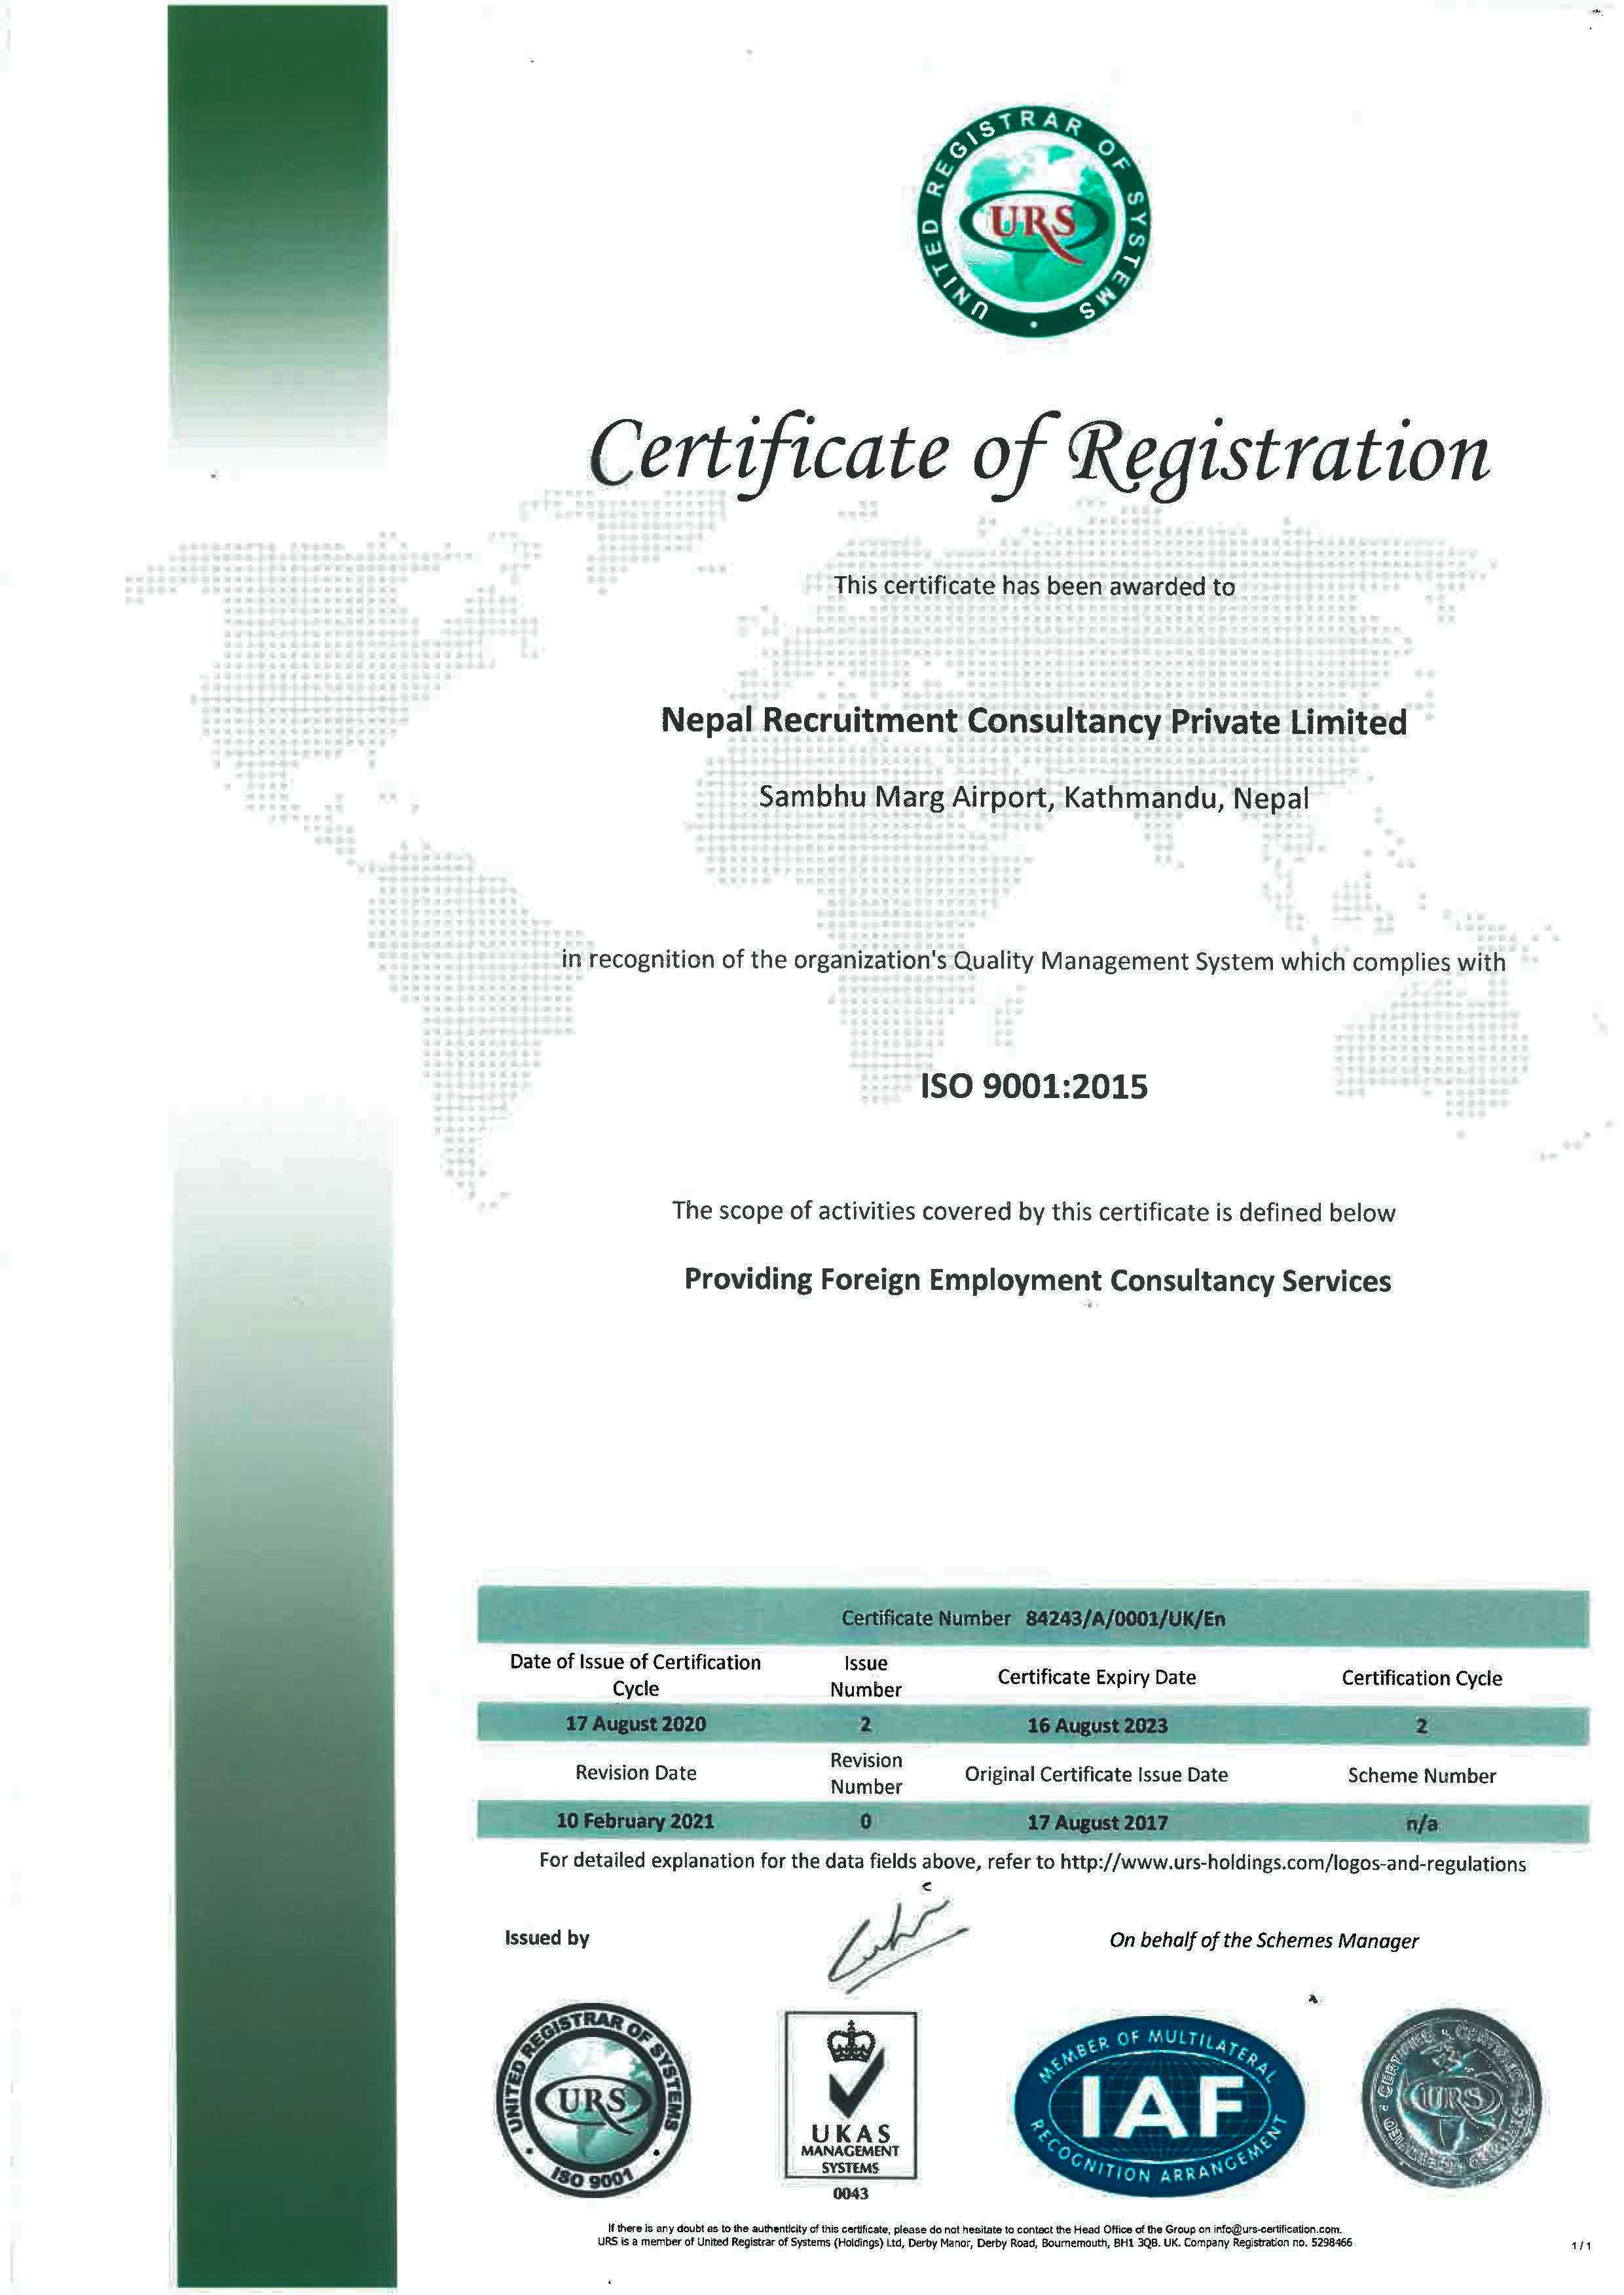 UNITED REGISTRAR OF SYSTEMS
URS
Certificate of Registration
This certificate has been awarded to
Nepal Recruitment Consultancy Private Limited
Sambhu Marg Airport, Kathmandu, Nepal
in recognition of the organization's Quality Management System which complies with
ISO 9001:2015
The scope of activities covered by this certificate is defined below
Providing Foreign Employment Consultancy Services
Certificate Number 84243/A/0001/UK/En
Date of Issue of Certification Cycle
Issue Number
Certificate Expiry Date
Certification Cycle
17 August 2020 2 16 August 2023 2
Revision Date
Revision Number
Original Certificate Issue Date
Scheme Number
10 February 2021 0 17 August 2017 n/a
For detailed explanation for the data fields above, refer to http://www.urs-holdings.com/logos-and-regulations
Issued by
On behalf of the Schemes Manager
UNITED REGISTRAR OF SYSTEMS
URS
ISO 9001
UKAS
MANAGEMENT
SYSTEMS
0043
MEMBER OF MULTILATERAL
IAF
RECOGNITION ARRANGEMENT
URS
If there is any doubt as to the authenticity of this certificate, please do not hesitate to contact the Head Office of the Group on info@urs-certification.com.
URS is a member of United Registrar of Systems (Holdings) Ltd, Derby Manor, Derby Road, Bournemouth, BH1 3QB. UK. Company Registration no. 5298466
1 / 1